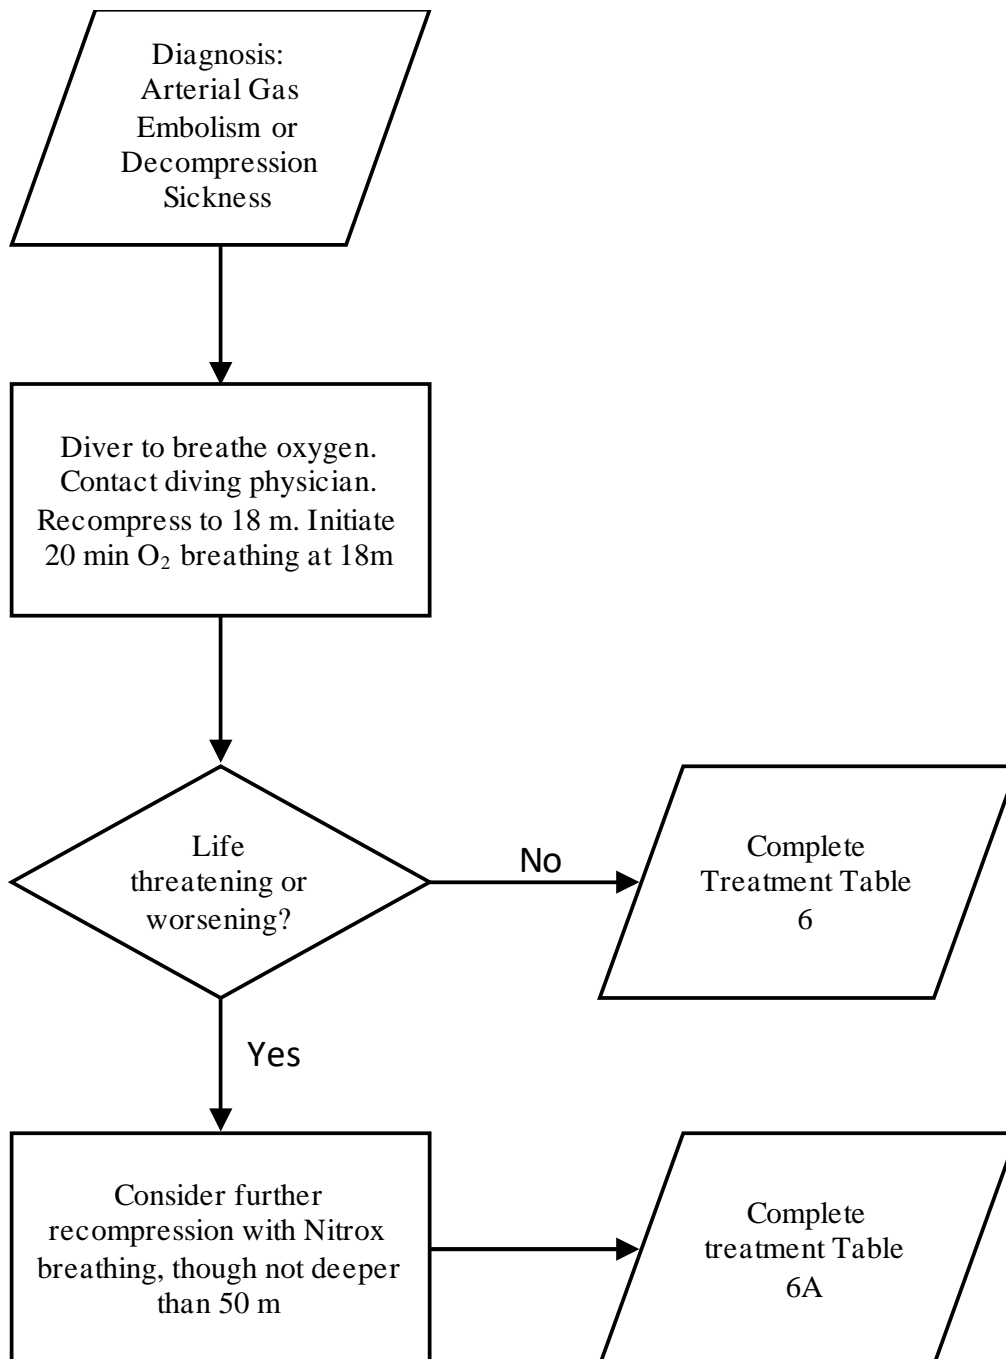 Diagnosis:
Arterial Gas
Embolism or
Decompression
Sickness
Diver to breathe oxygen.
Contact diving physician.
Recompress to 18 m. Initiate
20 min O₂ breathing at 18m
Life
threatening or
worsening?
No
Complete
Treatment Table
6
Yes
Consider further
recompression with Nitrox
breathing, though not deeper
than 50 m
Complete
treatment Table
6A